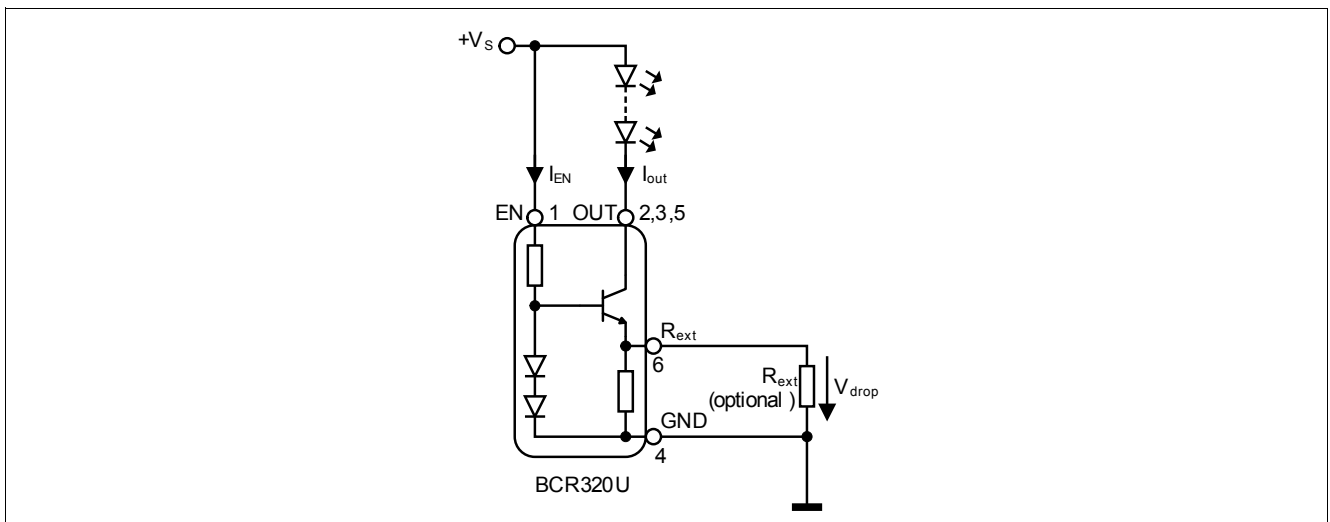 +VS
IEN
Iout
EN 1 OUT 2,3,5
Rext
6
Rext
(optional )
Vdrop
GND
4
BCR320U